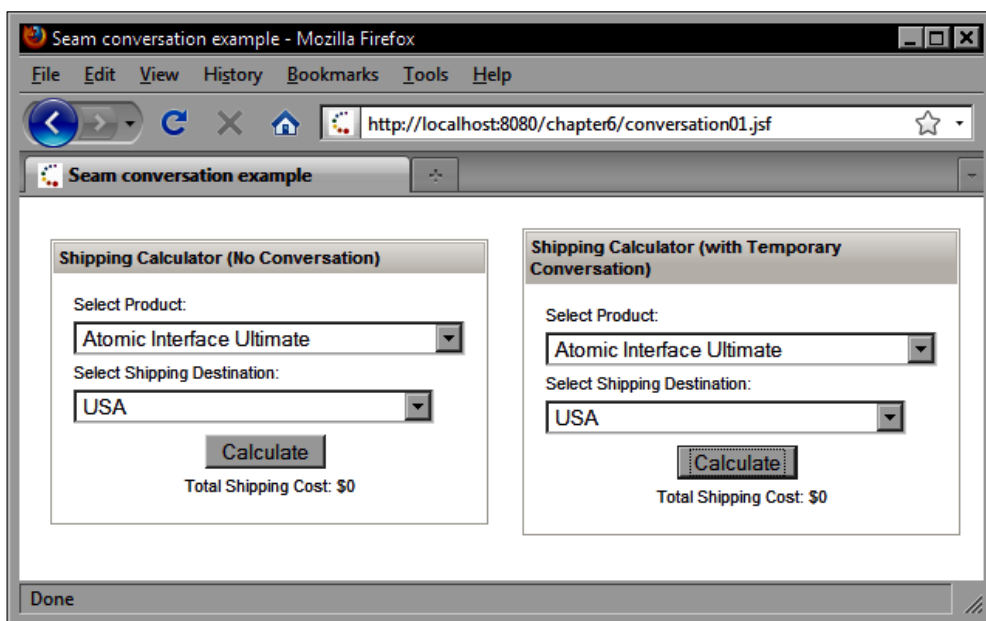 Seam conversation example - Mozilla Firefox
File Edit View History Bookmarks Tools Help
http://localhost:8080/chapter6/conversation01.jsf
Seam conversation example
Shipping Calculator (No Conversation)
Select Product:
Atomic Interface Ultimate
Select Shipping Destination:
USA
Calculate
Total Shipping Cost: $0
Shipping Calculator (with Temporary
Conversation)
Select Product:
Atomic Interface Ultimate
Select Shipping Destination:
USA
Calculate
Total Shipping Cost: $0
Done